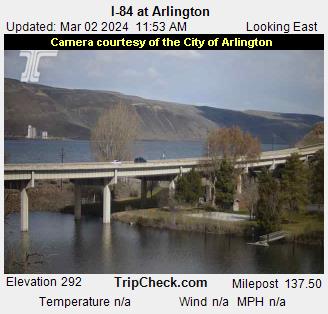 I-84 at Arlington
Updated: Mar 02 2024 11:53 AM Looking East
Camera courtesy of the City of Arlington
Elevation 292 TripCheck.com Milepost 137.50
Temperature n/a Wind n/a MPH n/a